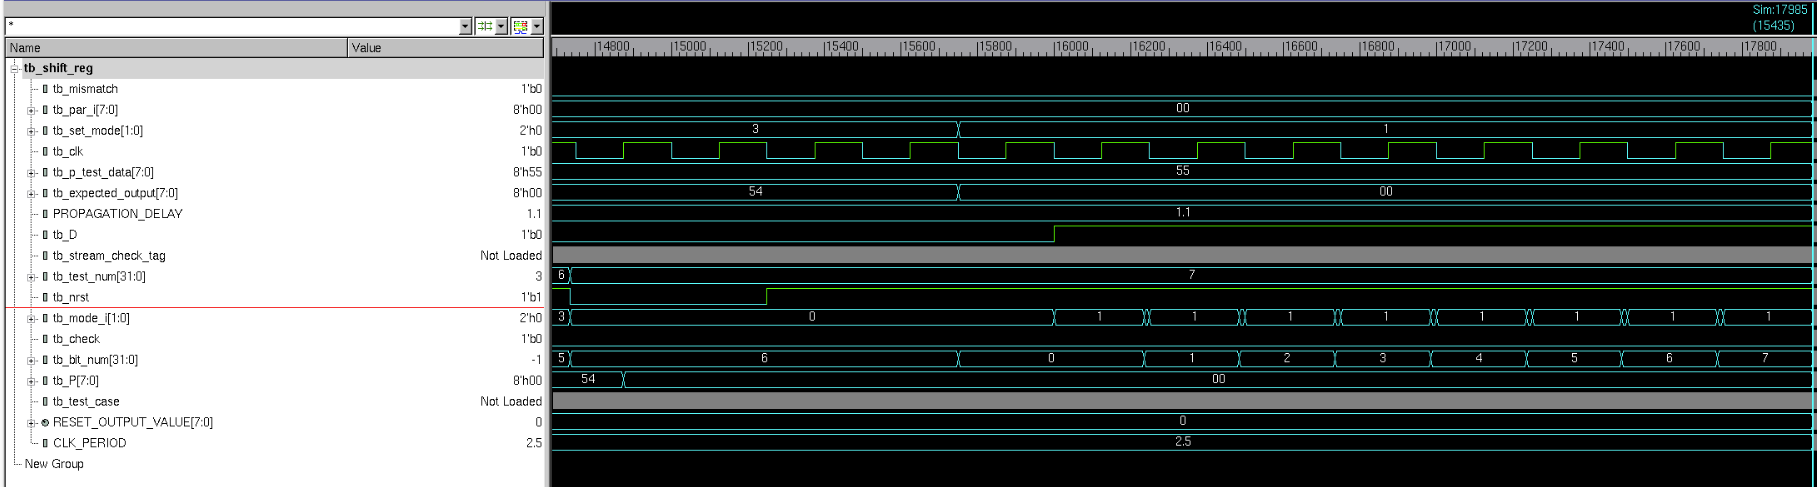 Sim:17985
(15435)
*
Name Value
14800 15000 15200 15400 15600 15800 16000 16200 16400 16600 16800 17000 17200 17400 17600 17800
tb_shift_reg
tb_mismatch 1'b0
tb_par_i[7:0] 8'h00 00
tb_set_mode[1:0] 2'h0 3 1
tb_clk 1'b0
tb_p_test_data[7:0] 8'h55 55
tb_expected_output[7:0] 8'h00 54 00
PROPAGATION_DELAY 1.1 1.1
tb_D 1'b0
tb_stream_check_tag Not Loaded
tb_test_num[31:0] 3 6 7
tb_nrst 1'b1
tb_mode_i[1:0] 2'h0 3 0 1 1 1 1 1 1 1 1
tb_check 1'b0
tb_bit_num[31:0] -1 5 6 0 1 2 3 4 5 6 7
tb_P[7:0] 8'h00 54 00
tb_test_case Not Loaded
RESET_OUTPUT_VALUE[7:0] 0 0
CLK_PERIOD 2.5 2.5
New Group